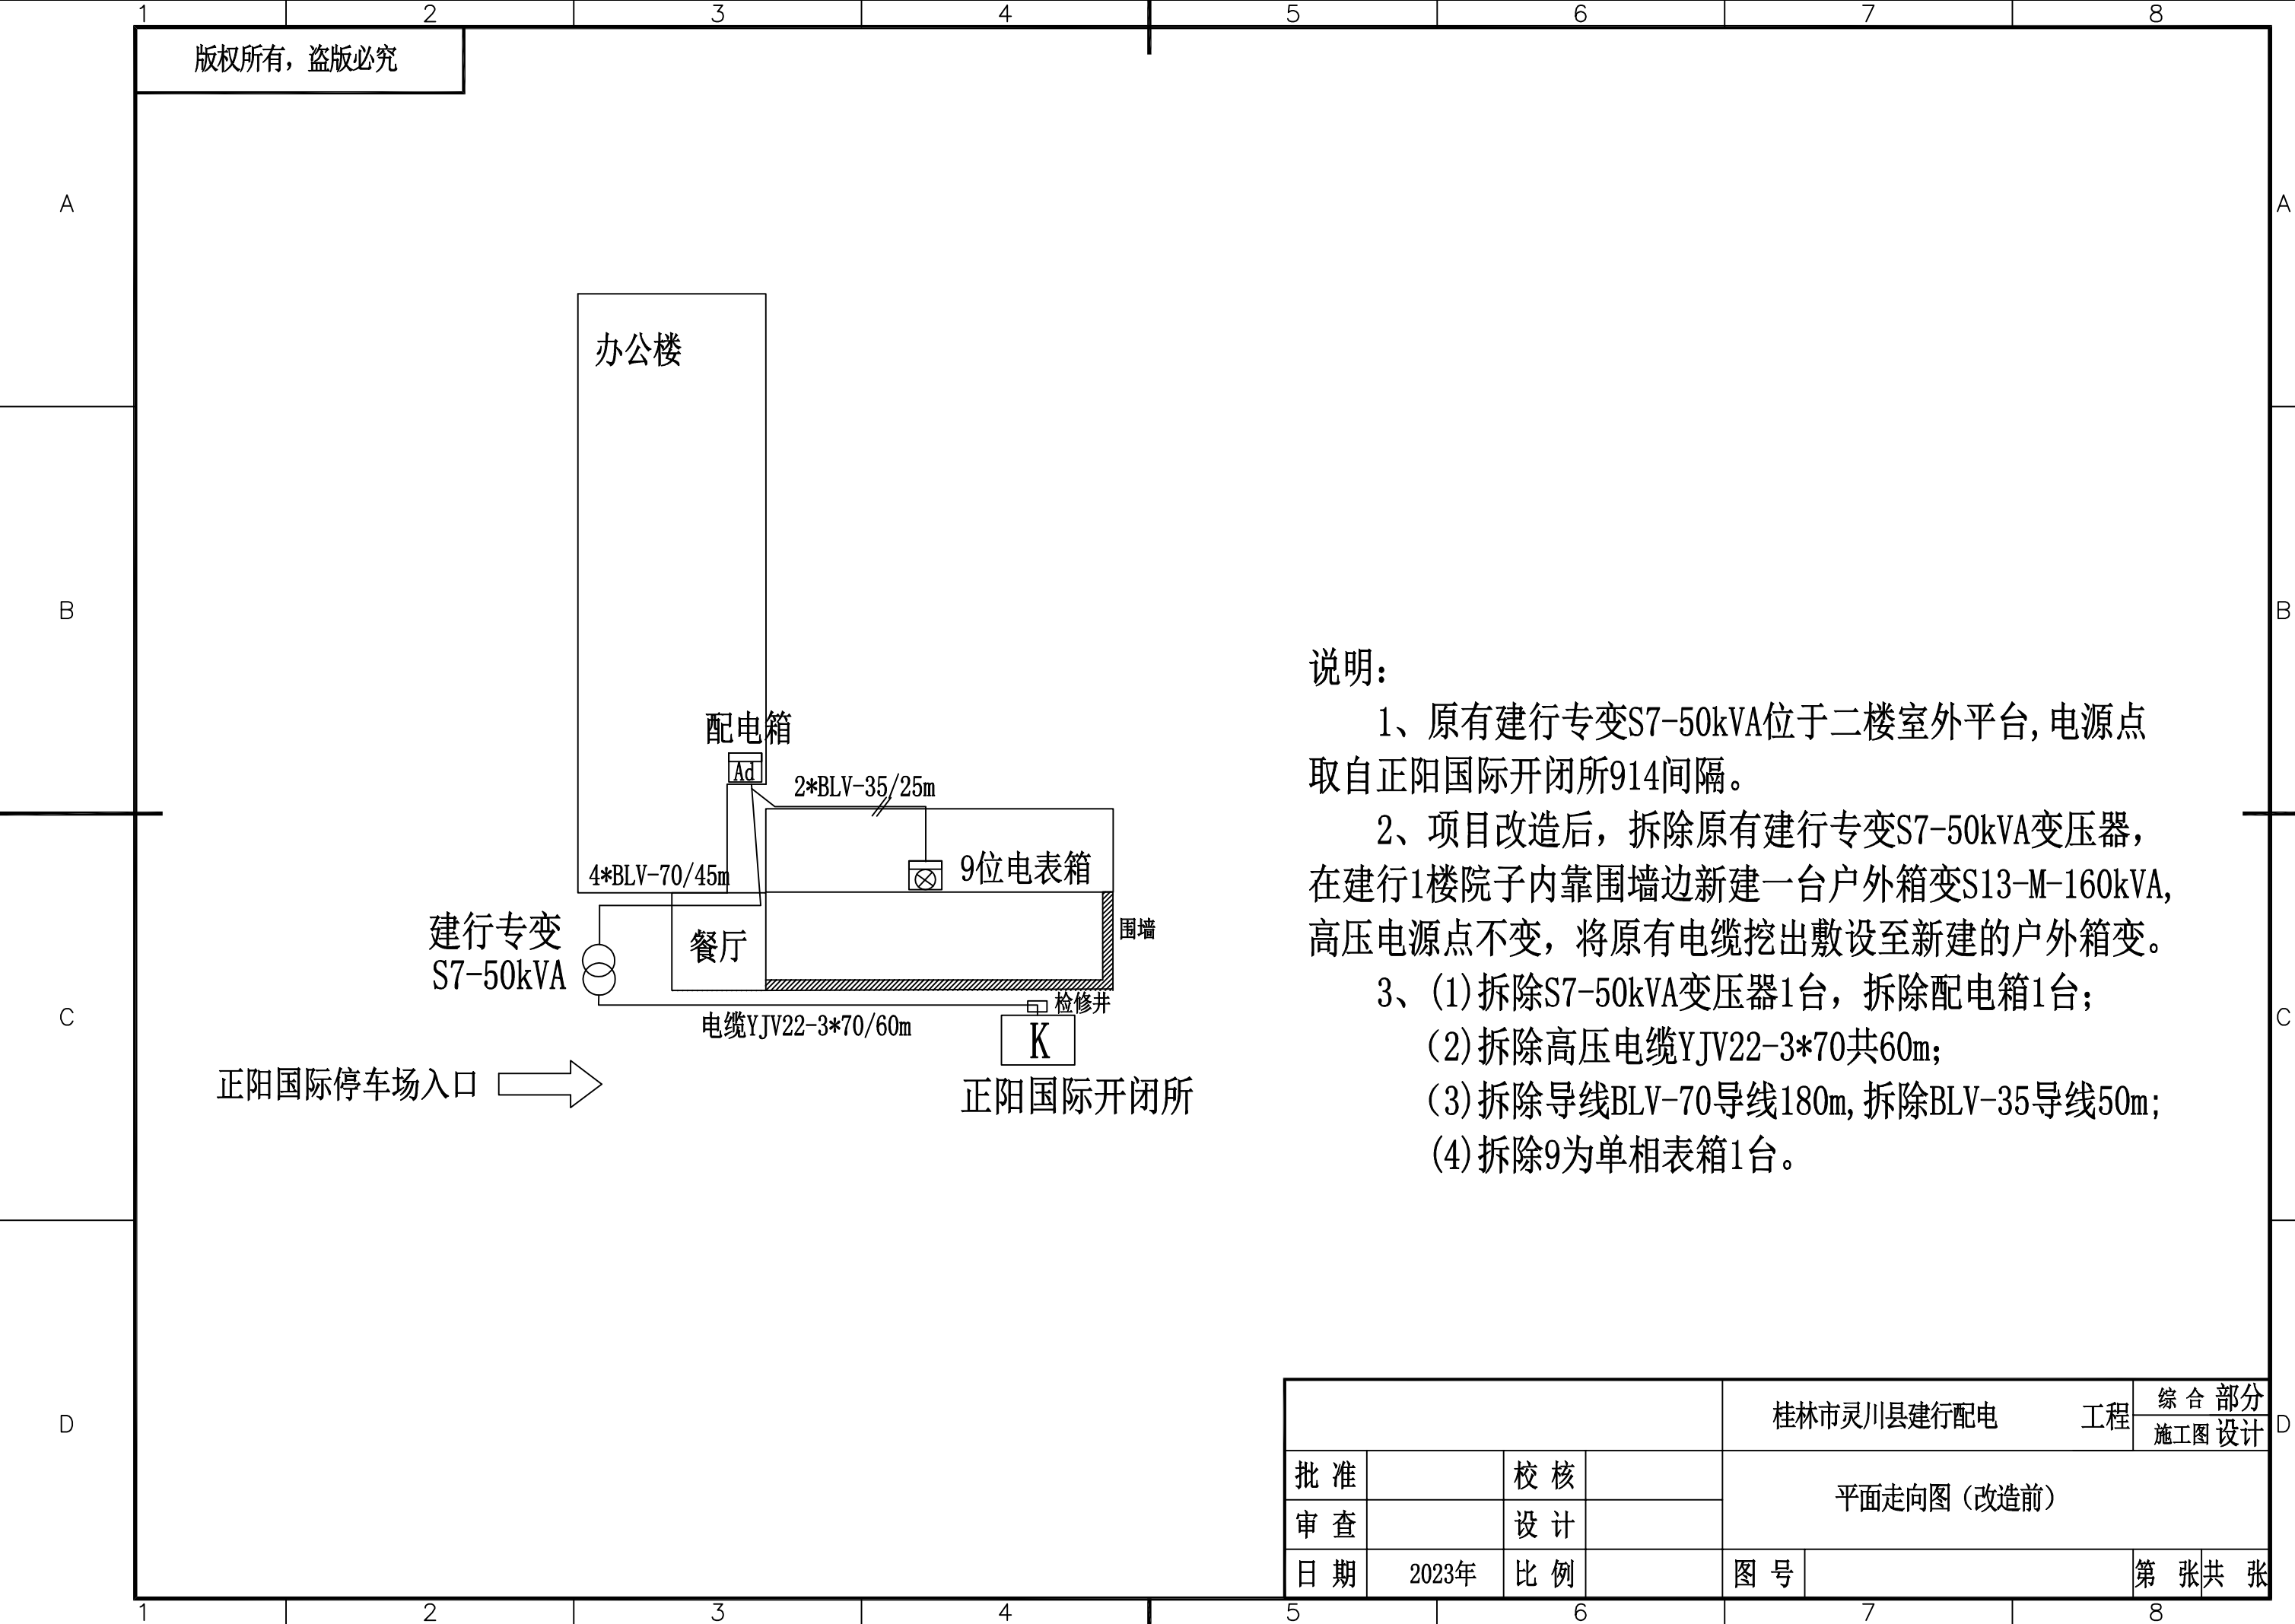 1 2 3 4 5 6 7 8
版权所有，盗版必究
A A
办公楼
B B
配电箱
Ad
2*BLV-35/25m
9位电表箱
4*BLV-70/45m
建行专变
S7-50kVA
餐厅
围墙
检修井
电缆YJV22-3*70/60m
K
正阳国际停车场入口
正阳国际开闭所
C C
说明：
1、原有建行专变S7-50kVA位于二楼室外平台,电源点
取自正阳国际开闭所914间隔。
2、项目改造后，拆除原有建行专变S7-50kVA变压器，
在建行1楼院子内靠围墙边新建一台户外箱变S13-M-160kVA,
高压电源点不变，将原有电缆挖出敷设至新建的户外箱变。
3、(1)拆除S7-50kVA变压器1台，拆除配电箱1台；
（2)拆除高压电缆YJV22-3*70共60m；
（3)拆除导线BLV-70导线180m,拆除BLV-35导线50m;
(4)拆除9为单相表箱1台。
D D
桂林市灵川县建行配电 工程 综 合 部分
施工图 设计
批 准 校 核
平面走向图（改造前）
审 查 设 计
日 期 2023年 比 例 图 号 第 张 共 张
1 2 3 4 5 6 7 8